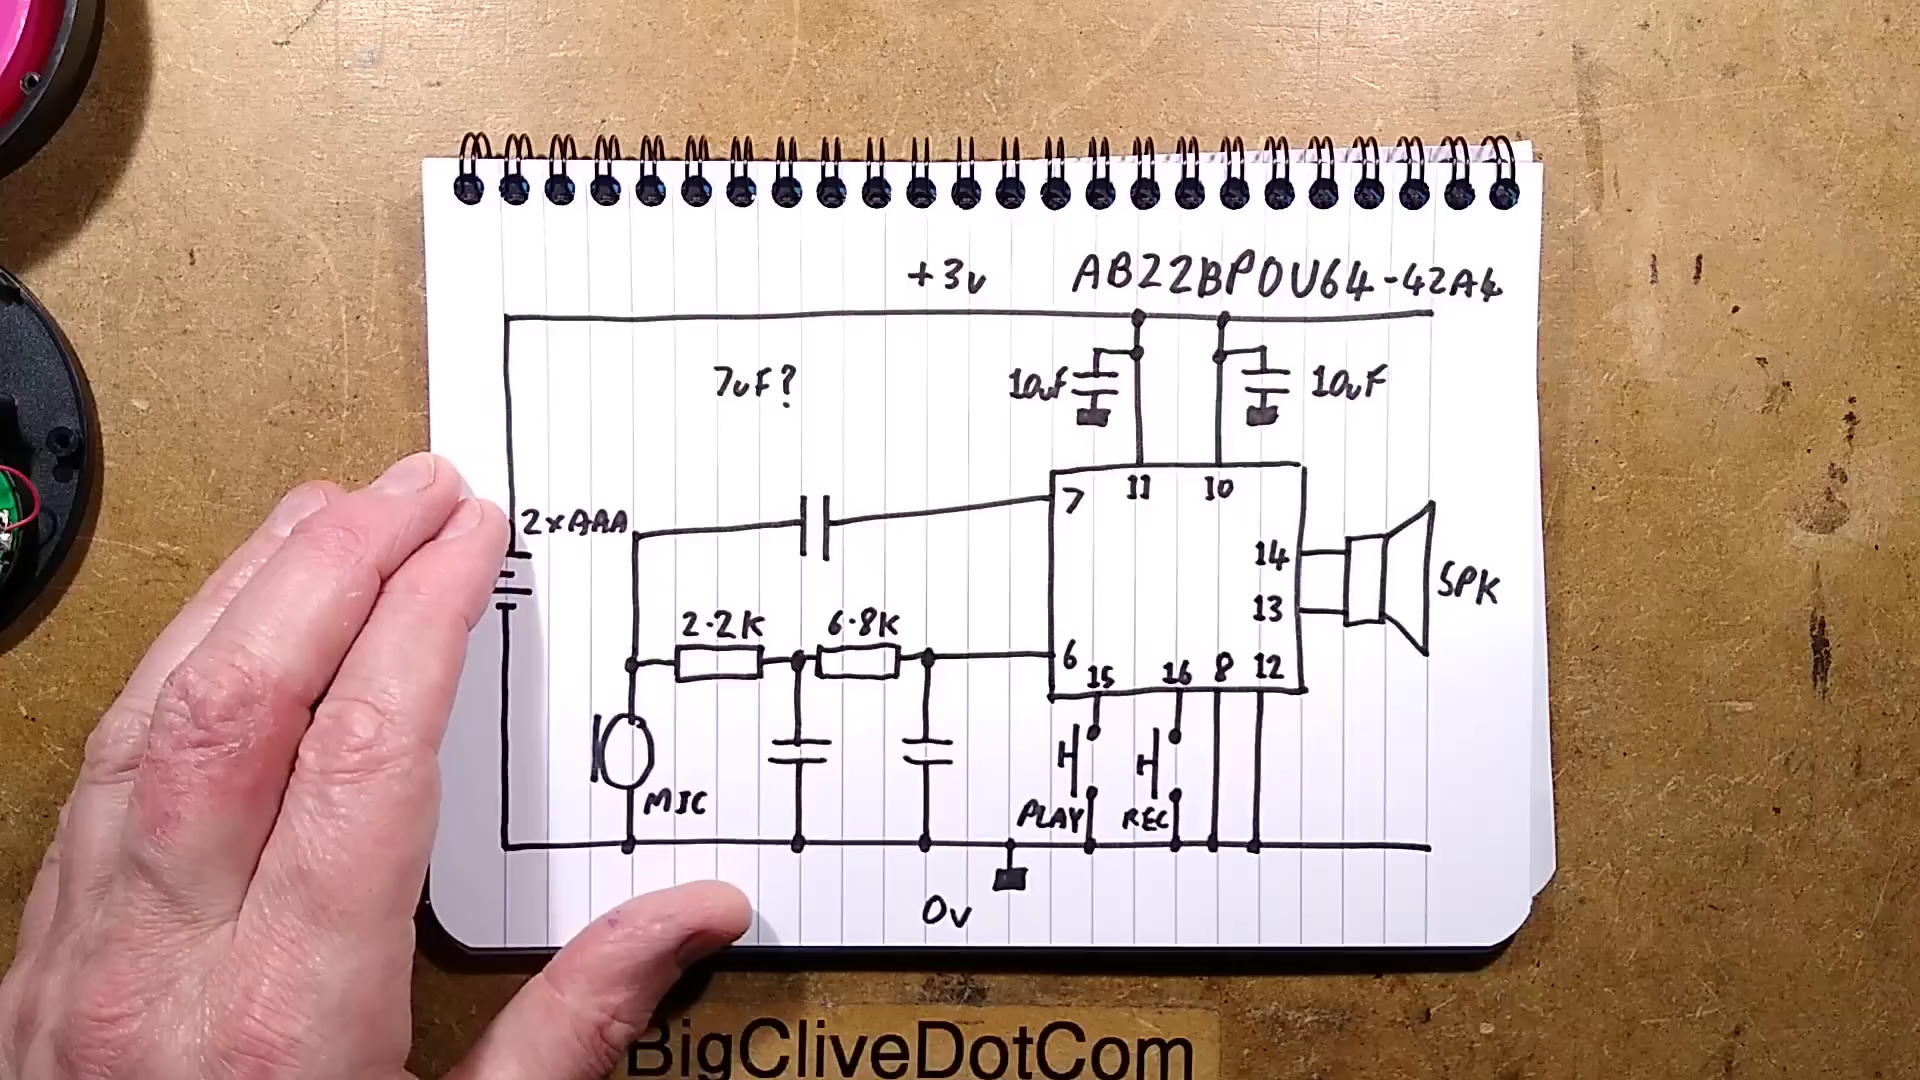 +3v AB22BP0U64-42A4
7uF? 10uF 10uF
2xAAA
7 11 10
14 SPK
13
2.2K 6.8K
6 15 16 8 12
MIC PLAY REC
0v
BigCliveDotCom